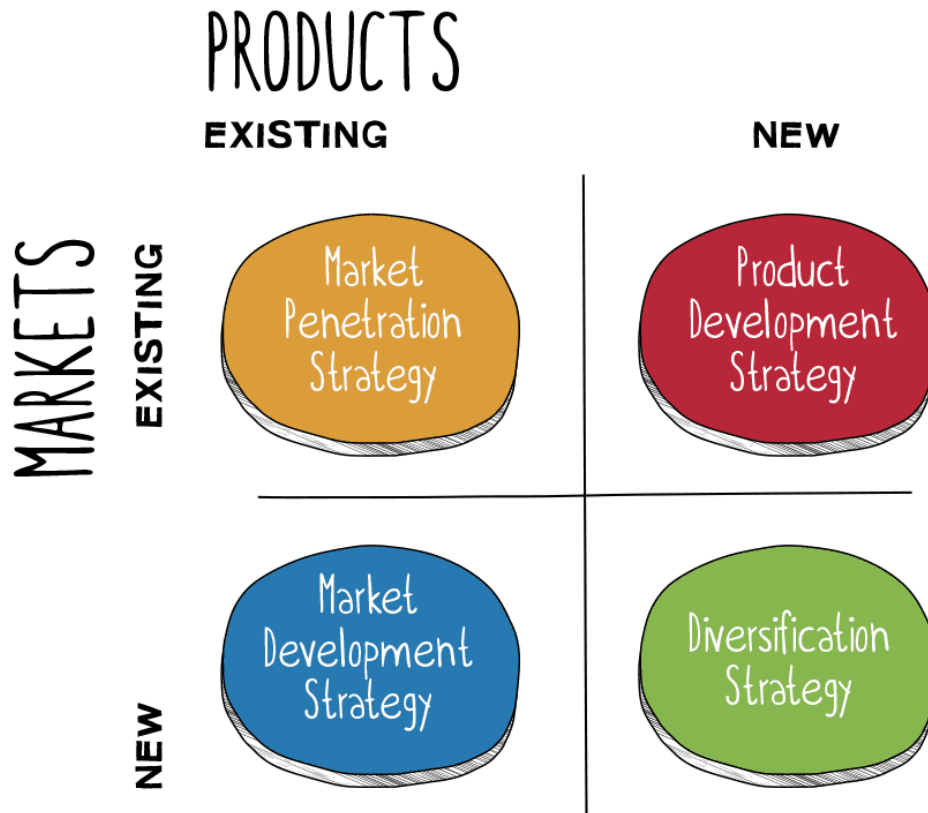 PRODUCTS
EXISTING
NEW
MARKETS
EXISTING
Market
Penetration
Strategy
Product
Development
Strategy
NEW
Market
Development
Strategy
Diversification
Strategy